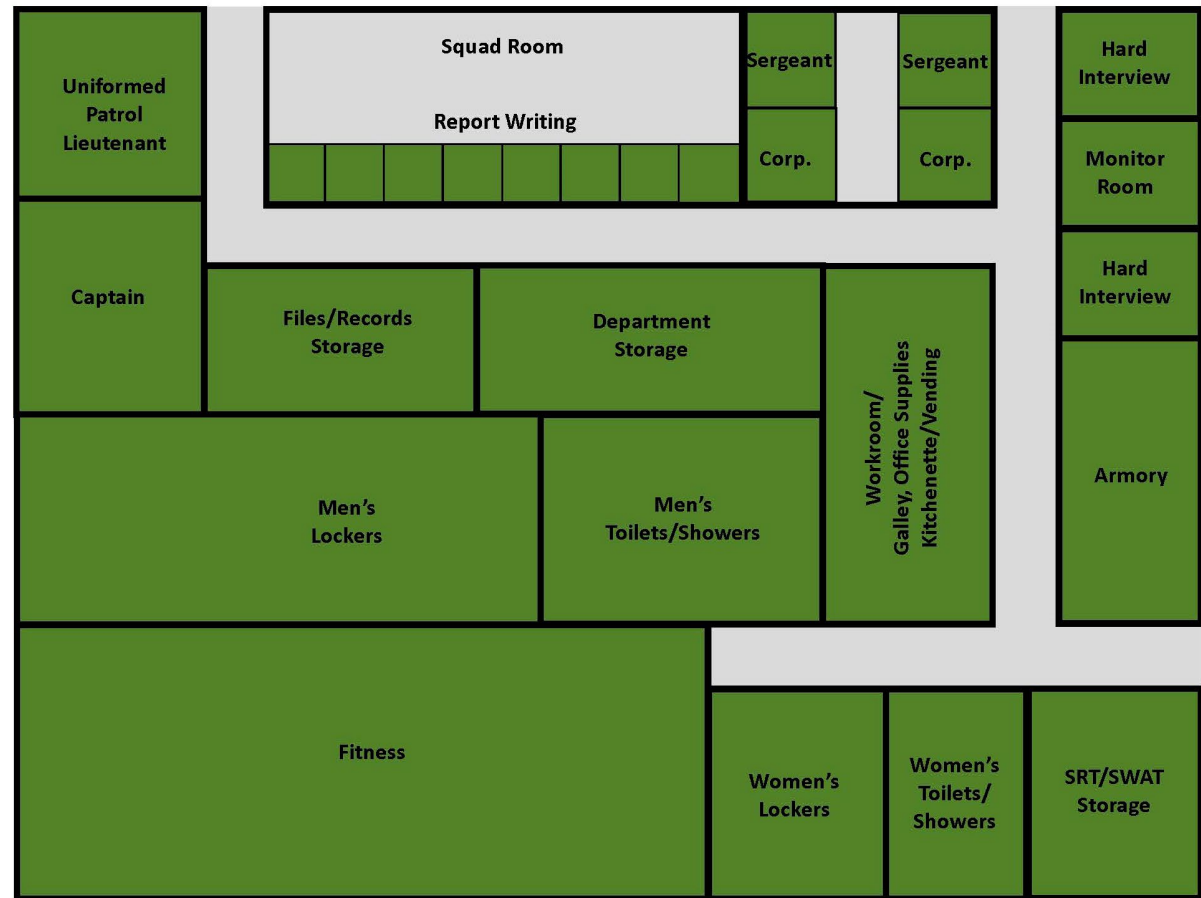 Uniformed
Patrol
Lieutenant
Squad Room
Report Writing
Sergeant
Sergeant
Corp.
Corp.
Hard
Interview
Monitor
Room
Hard
Interview
Captain
Files/Records
Storage
Department
Storage
Workroom/
Galley, Office Supplies
Kitchenette/Vending
Armory
Men’s
Lockers
Men’s
Toilets/Showers
Fitness
Women’s
Lockers
Women’s
Toilets/
Showers
SRT/SWAT
Storage